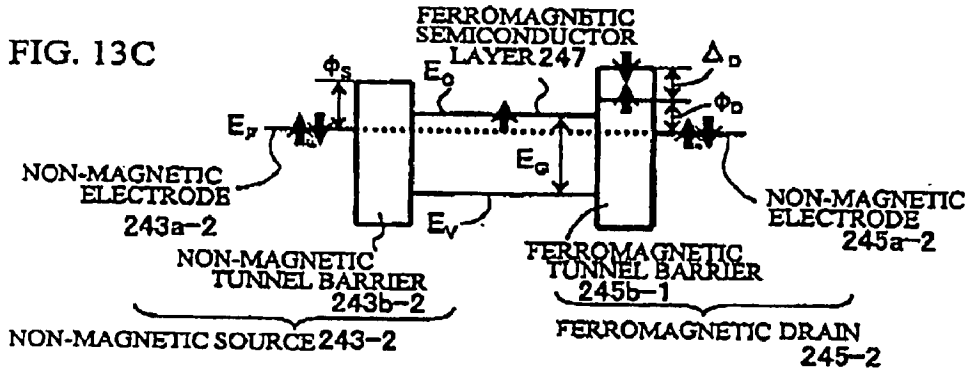 FIG. 13C
FERROMAGNETIC
SEMICONDUCTOR
LAYER 247
Φs
EC
ΔD
ΦD
EF
EG
EV
NON-MAGNETIC
ELECTRODE
243a-2
NON-MAGNETIC
ELECTRODE
245a-2
NON-MAGNETIC
TUNNEL BARRIER
243b-2
FERROMAGNETIC
TUNNEL BARRIER
245b-1
NON-MAGNETIC SOURCE 243-2
FERROMAGNETIC DRAIN
245-2